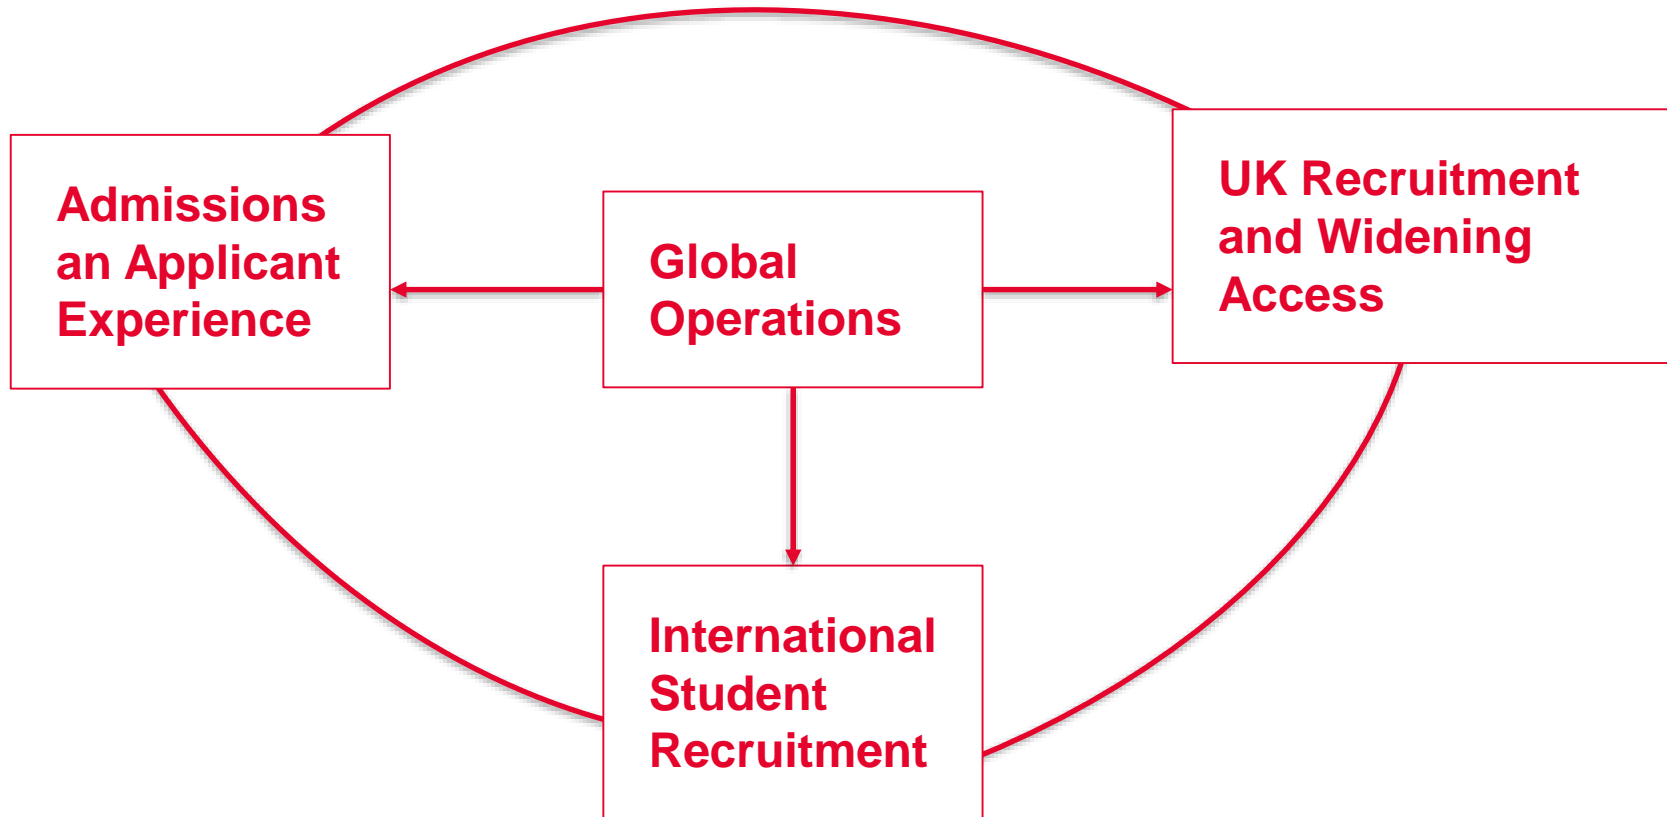 Admissions
an Applicant
Experience
Global
Operations
UK Recruitment
and Widening
Access
International
Student
Recruitment